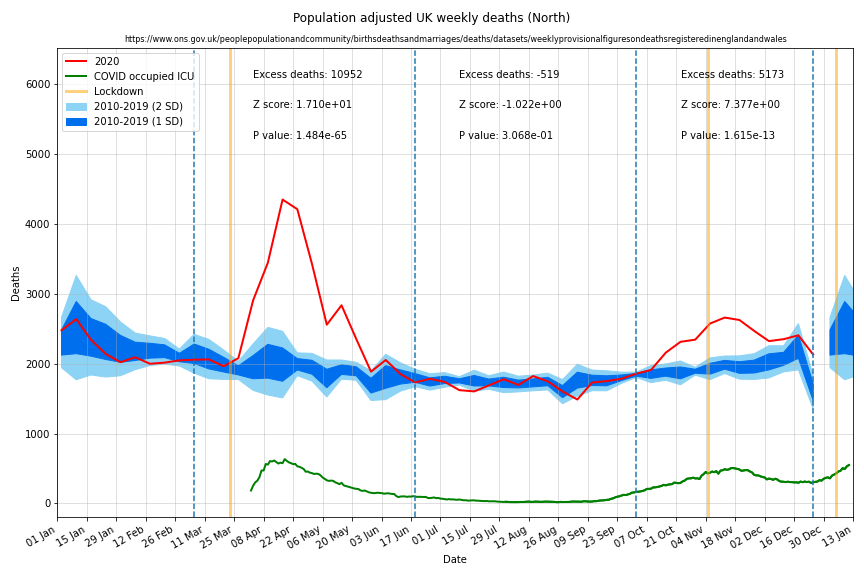 Population adjusted UK weekly deaths (North)
https://www.ons.gov.uk/peoplepopulationandcommunity/birthsdeathsandmarriages/deaths/datasets/weeklyprovisionalfiguresondeathsregisteredinenglandandwales
2020
COVID occupied ICU
Lockdown
2010-2019 (2 SD)
2010-2019 (1 SD)
Excess deaths: 10952
Z score: 1.710e+01
P value: 1.484e-65
Excess deaths: -519
Z score: -1.022e+00
P value: 3.068e-01
Excess deaths: 5173
Z score: 7.377e+00
P value: 1.615e-13
6000
5000
4000
3000
2000
1000
0
Deaths
01 Jan
15 Jan
29 Jan
12 Feb
26 Feb
11 Mar
25 Mar
08 Apr
22 Apr
06 May
20 May
03 Jun
17 Jun
01 Jul
15 Jul
29 Jul
12 Aug
26 Aug
09 Sep
23 Sep
07 Oct
21 Oct
04 Nov
18 Nov
02 Dec
16 Dec
30 Dec
13 Jan
Date